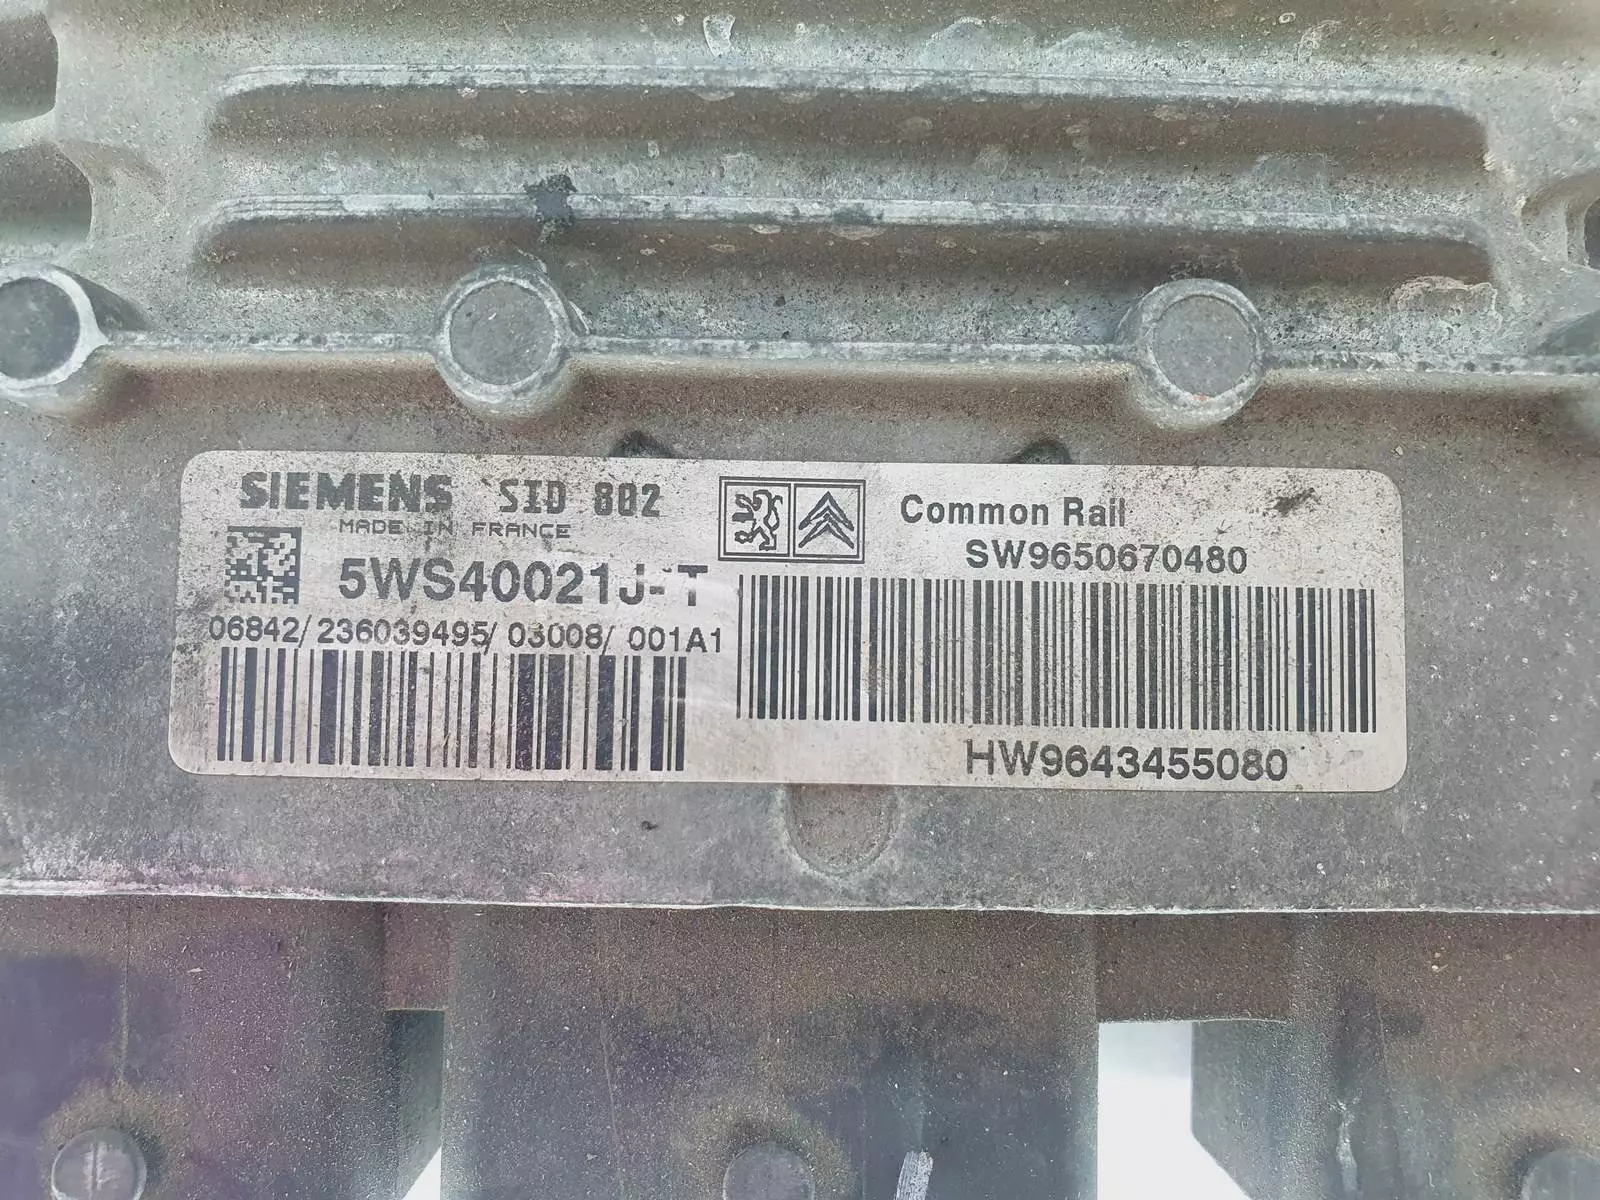 SIEMENS SID 802
MADE IN FRANCE
5WS40021J-T
06842/236039495/03008/001A1
Common Rail
SW9650670480
HW9643455080